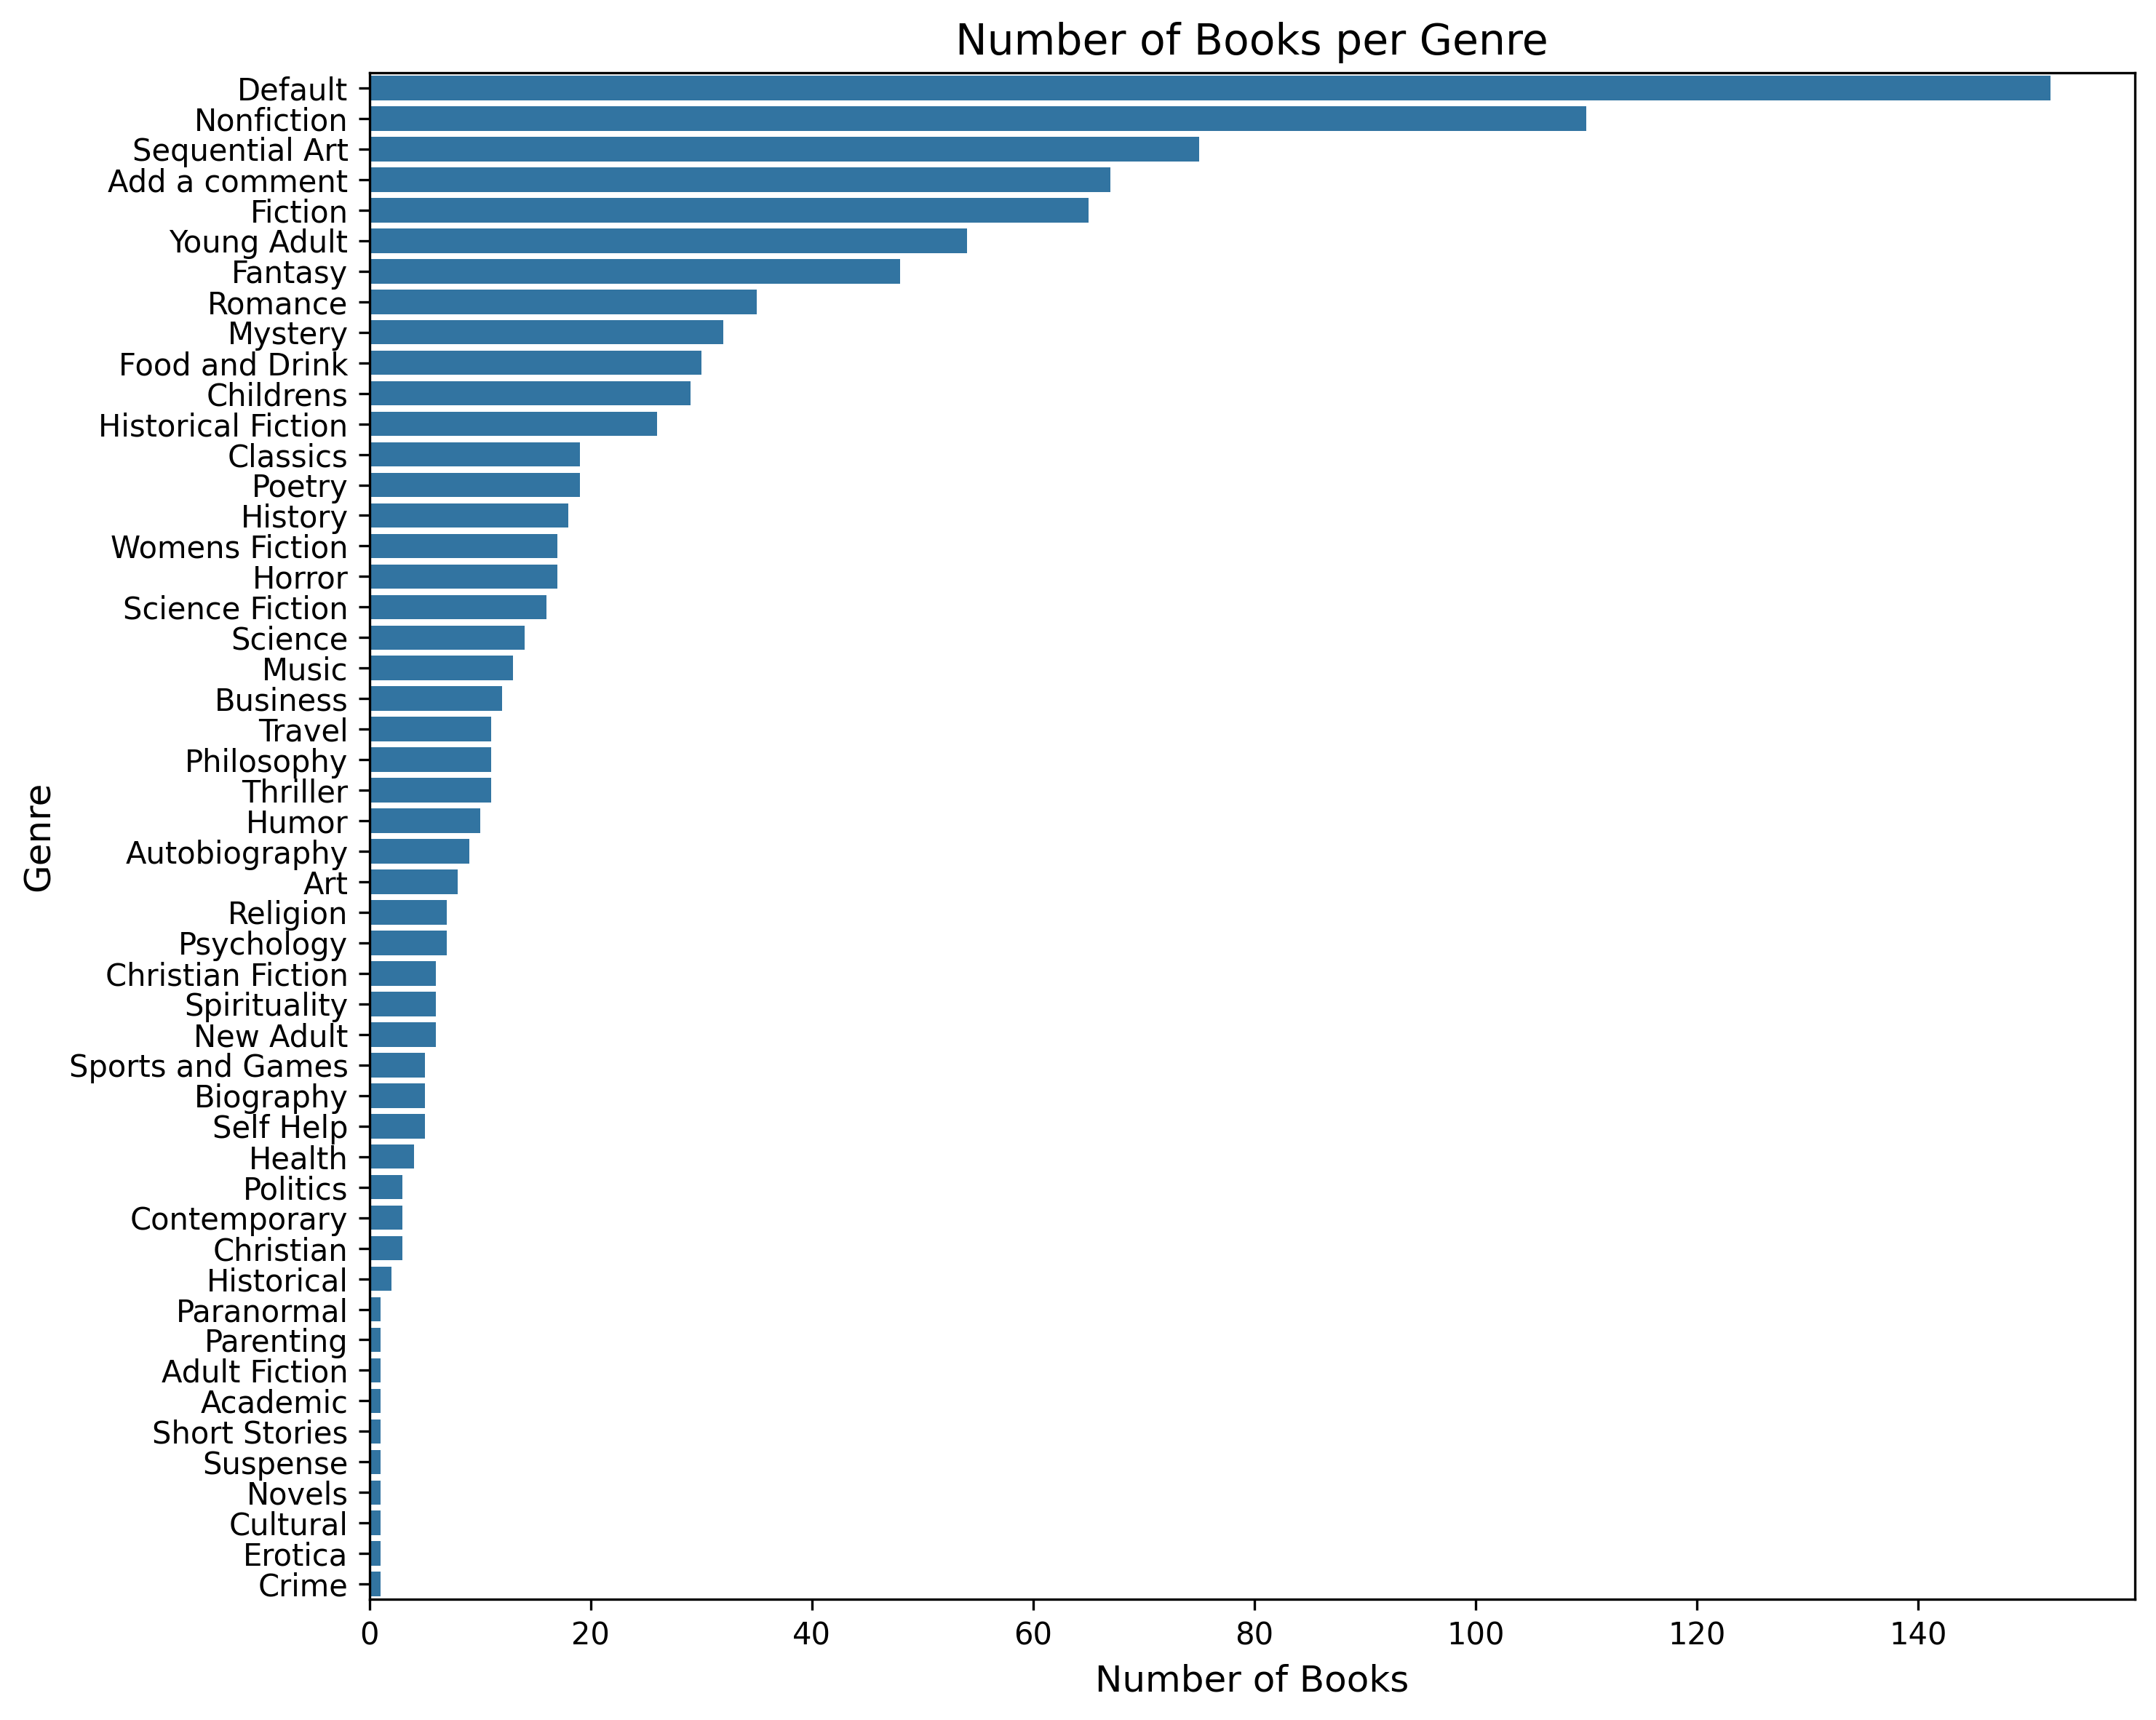 Number of Books per Genre
Default
Nonfiction
Sequential Art
Add a comment
Fiction
Young Adult
Fantasy
Romance
Mystery
Food and Drink
Childrens
Historical Fiction
Classics
Poetry
History
Womens Fiction
Horror
Science Fiction
Science
Music
Business
Travel
Philosophy
Thriller
Humor
Autobiography
Art
Religion
Psychology
Christian Fiction
Spirituality
New Adult
Sports and Games
Biography
Self Help
Health
Politics
Contemporary
Christian
Historical
Paranormal
Parenting
Adult Fiction
Academic
Short Stories
Suspense
Novels
Cultural
Erotica
Crime
Genre
0 20 40 60 80 100 120 140
Number of Books